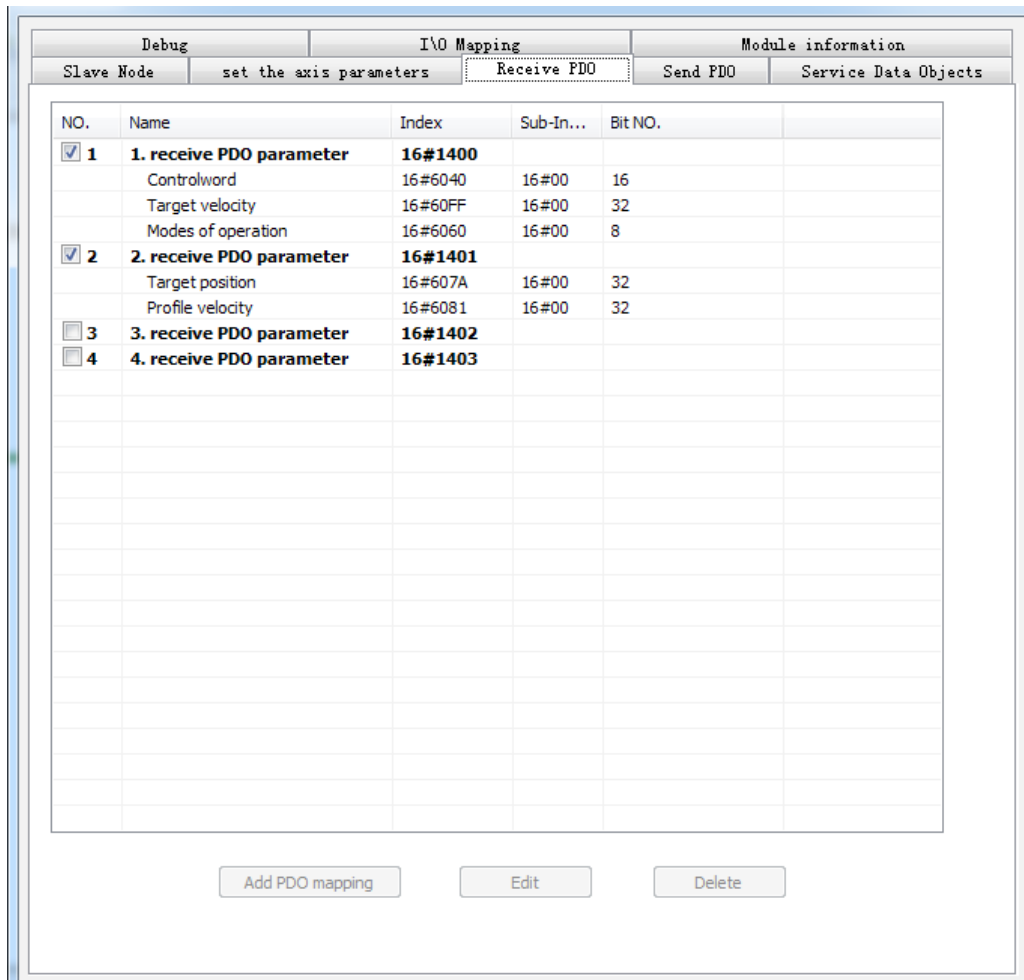 Debug I\O Mapping Module information
Slave Node set the axis parameters Receive PDO Send PDO Service Data Objects
NO. Name Index Sub-In... Bit NO.
1 1. receive PDO parameter 16#1400
Controlword 16#6040 16#00 16
Target velocity 16#60FF 16#00 32
Modes of operation 16#6060 16#00 8
2 2. receive PDO parameter 16#1401
Target position 16#607A 16#00 32
Profile velocity 16#6081 16#00 32
3 3. receive PDO parameter 16#1402
4 4. receive PDO parameter 16#1403
Add PDO mapping Edit Delete